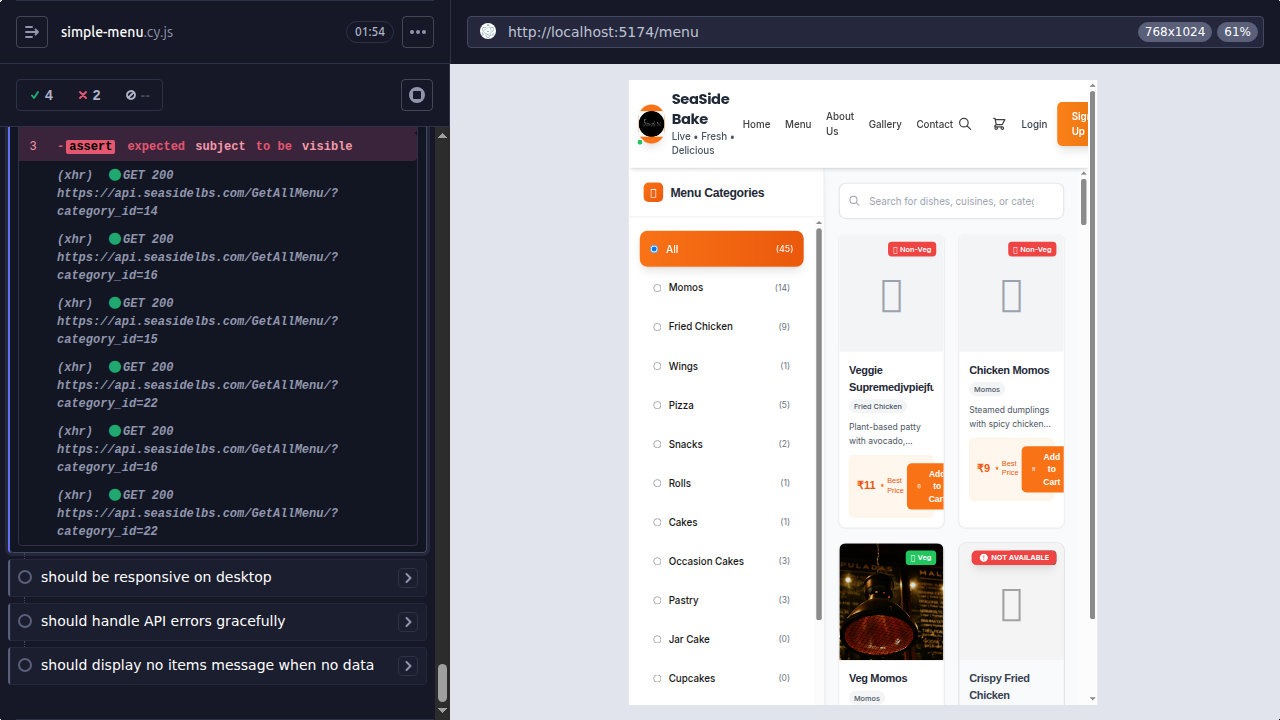 simple-menu.cy.js
01:54
4
2
--
3 -assert expected subject to be visible
(xhr) GET 200
https://api.seasidelbs.com/GetAllMenu/?
category_id=14
(xhr) GET 200
https://api.seasidelbs.com/GetAllMenu/?
category_id=16
(xhr) GET 200
https://api.seasidelbs.com/GetAllMenu/?
category_id=15
(xhr) GET 200
https://api.seasidelbs.com/GetAllMenu/?
category_id=22
(xhr) GET 200
https://api.seasidelbs.com/GetAllMenu/?
category_id=16
(xhr) GET 200
https://api.seasidelbs.com/GetAllMenu/?
category_id=22
should be responsive on desktop
should handle API errors gracefully
should display no items message when no data
http://localhost:5174/menu
768x1024
61%
SeaSide
Bake
Live • Fresh •
Delicious
Home
Menu
About
Us
Gallery
Contact
Login
Sign
Up
Menu Categories
All (45)
Momos (14)
Fried Chicken (9)
Wings (1)
Pizza (5)
Snacks (2)
Rolls (1)
Cakes (1)
Occasion Cakes (3)
Pastry (3)
Jar Cake (0)
Cupcakes (0)
Search for dishes, cuisines, or categ
Non-Veg
Veggie
Supremedjvpiejfu
Fried Chicken
Plant-based patty
with avocado,...
₹11 • Best
Price
Add
to
Cart
Non-Veg
Chicken Momos
Momos
Steamed dumplings
with spicy chicken...
₹9 • Best
Price
Add
to
Cart
Veg
Veg Momos
Momos
NOT AVAILABLE
Crispy Fried
Chicken